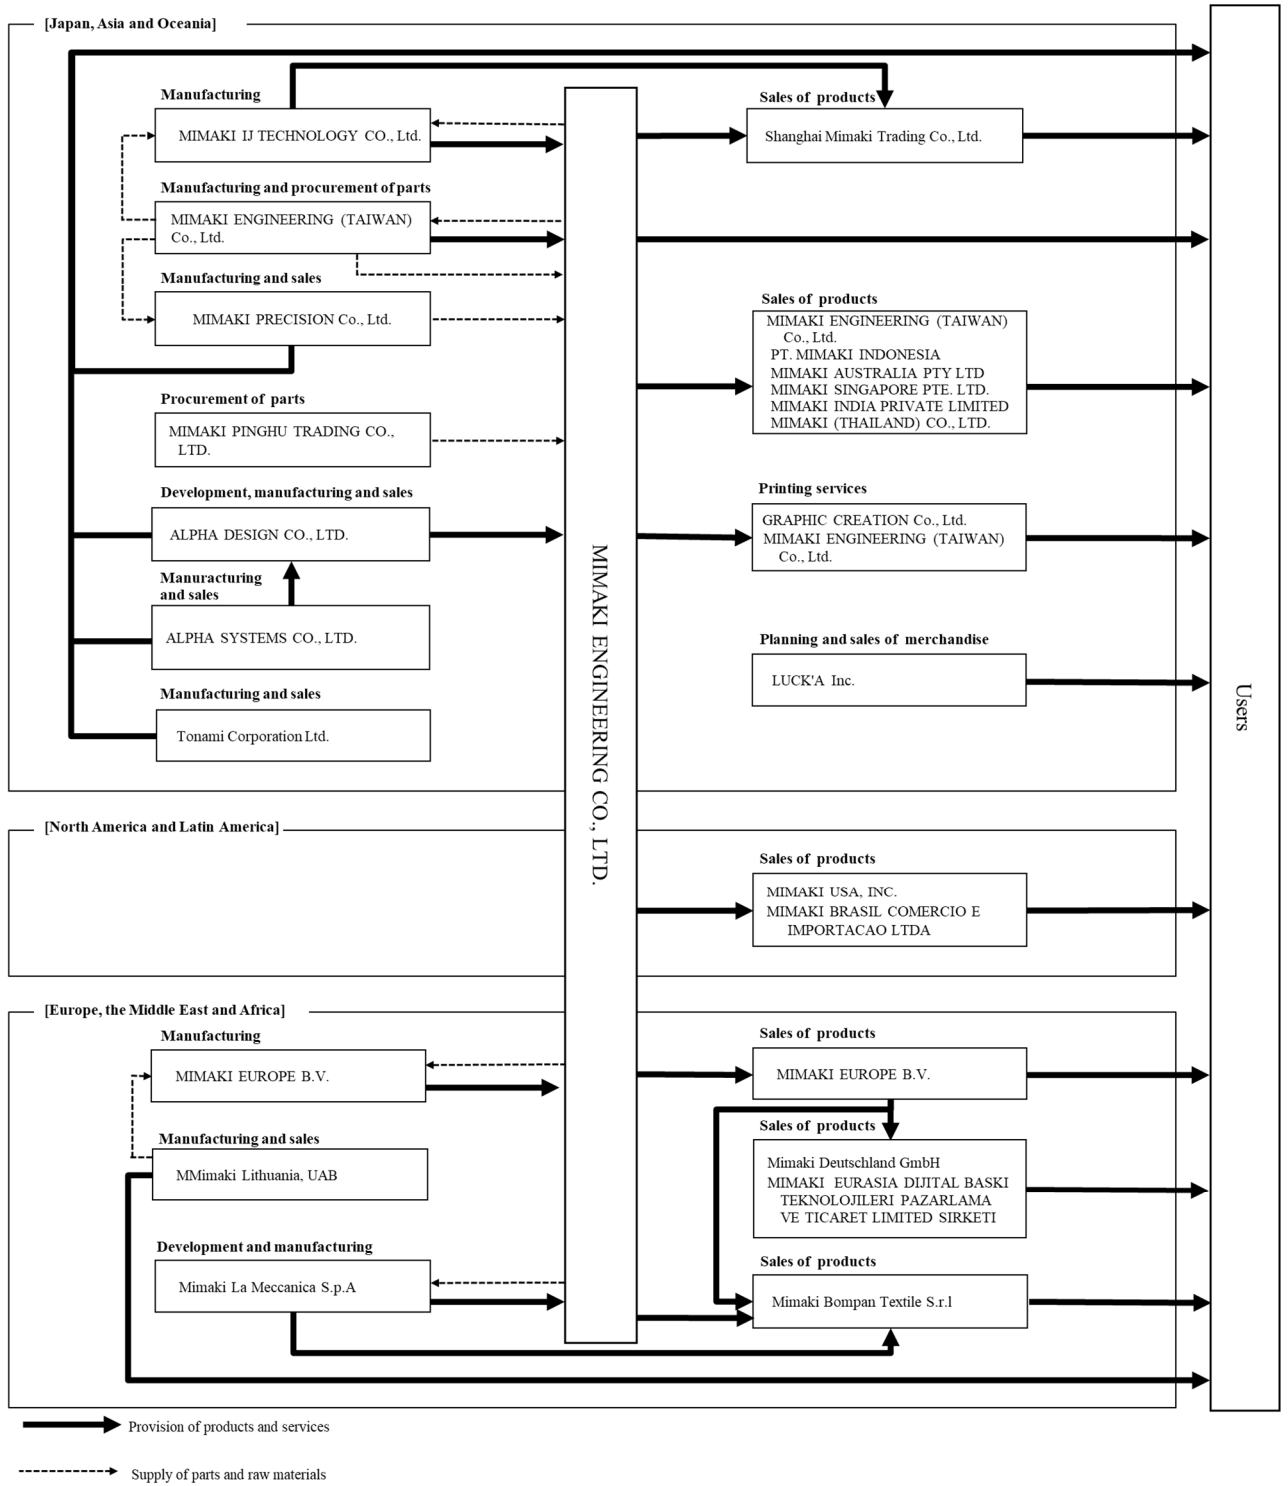 [Japan, Asia and Oceania]
Manufacturing
MIMAKI IJ TECHNOLOGY CO., Ltd.
Manufacturing and procurement of parts
MIMAKI ENGINEERING (TAIWAN)
Co., Ltd.
Manufacturing and sales
MIMAKI PRECISION Co., Ltd.
Procurement of parts
MIMAKI PINGHU TRADING CO.,
LTD.
Development, manufacturing and sales
ALPHA DESIGN CO., LTD.
Manuracturing
and sales
ALPHA SYSTEMS CO., LTD.
Manufacturing and sales
Tonami Corporation Ltd.
MIMAKI ENGINEERING CO., LTD.
Sales of products
Shanghai Mimaki Trading Co., Ltd.
Sales of products
MIMAKI ENGINEERING (TAIWAN)
Co., Ltd.
PT. MIMAKI INDONESIA
MIMAKI AUSTRALIA PTY LTD
MIMAKI SINGAPORE PTE. LTD.
MIMAKI INDIA PRIVATE LIMITED
MIMAKI (THAILAND) CO., LTD.
Printing services
GRAPHIC CREATION Co., Ltd.
MIMAKI ENGINEERING (TAIWAN)
Co., Ltd.
Planning and sales of merchandise
LUCK'A Inc.
Users
[North America and Latin America]
Sales of products
MIMAKI USA, INC.
MIMAKI BRASIL COMERCIO E
IMPORTACAO LTDA
[Europe, the Middle East and Africa]
Manufacturing
MIMAKI EUROPE B.V.
Manufacturing and sales
MMimaki Lithuania, UAB
Development and manufacturing
Mimaki La Meccanica S.p.A
Sales of products
MIMAKI EUROPE B.V.
Sales of products
Mimaki Deutschland GmbH
MIMAKI EURASIA DIJITAL BASKI
TEKNOLOJILERI PAZARLAMA
VE TICARET LIMITED SIRKETI
Sales of products
Mimaki Bompan Textile S.r.l
Provision of products and services
Supply of parts and raw materials